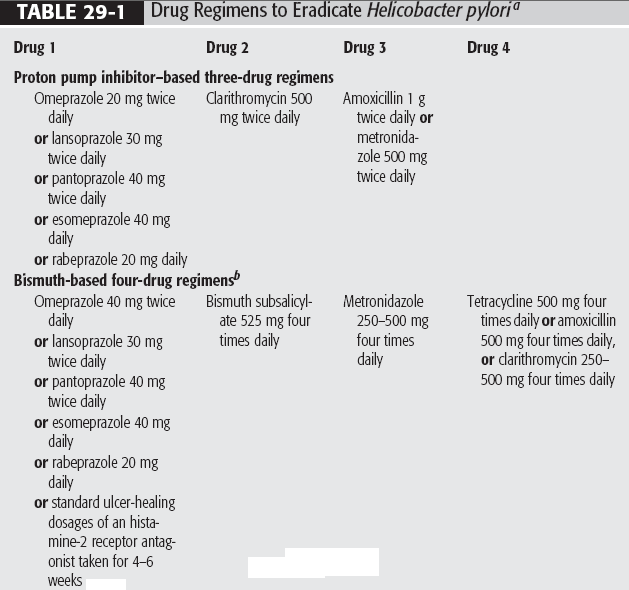 TABLE 29-1 Drug Regimens to Eradicate Helicobacter pylori a
Drug 1 Drug 2 Drug 3 Drug 4
Proton pump inhibitor–based three-drug regimens
Omeprazole 20 mg twice Clarithromycin 500 Amoxicillin 1 g
daily mg twice daily twice daily or
or lansoprazole 30 mg metronida-
twice daily zole 500 mg
or pantoprazole 40 mg twice daily
twice daily
or esomeprazole 40 mg
daily
or rabeprazole 20 mg daily
Bismuth-based four-drug regimens b
Omeprazole 40 mg twice Bismuth subsalicyl- Metronidazole Tetracycline 500 mg four
daily ate 525 mg four 250–500 mg times daily or amoxicillin
or lansoprazole 30 mg times daily four times 500 mg four times daily,
twice daily daily or clarithromycin 250–
or pantoprazole 40 mg 500 mg four times daily
twice daily
or esomeprazole 40 mg
daily
or rabeprazole 20 mg
daily
or standard ulcer-healing
dosages of an hista-
mine-2 receptor antag-
onist taken for 4–6
weeks